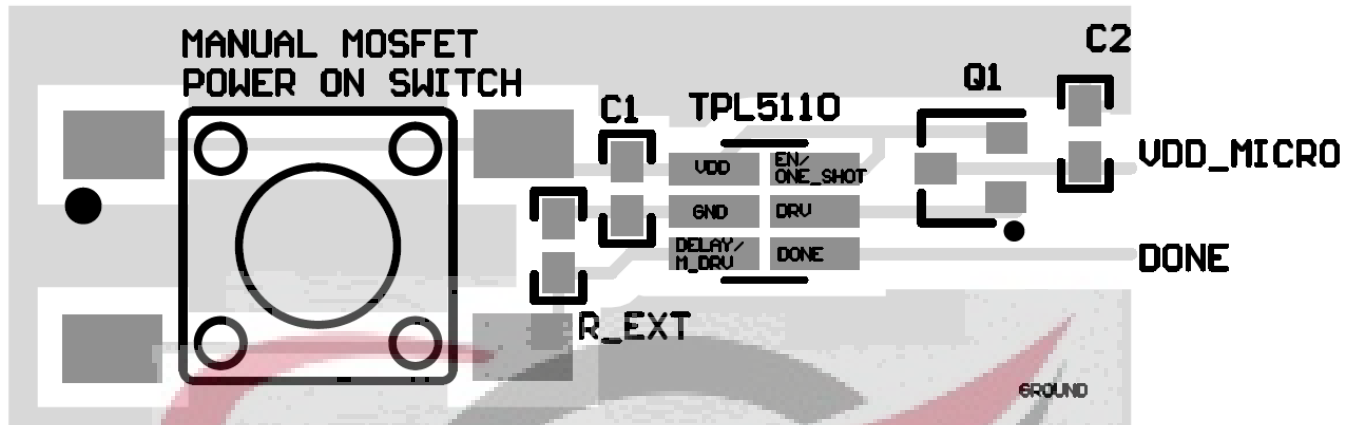 MANUAL MOSFET
POWER ON SWITCH
C1
TPL5110
Q1
C2
VDD
EN/
ONE_SHOT
VDD_MICRO
GND
DRV
DELAY/
M_DRV
DONE
DONE
R_EXT
GROUND